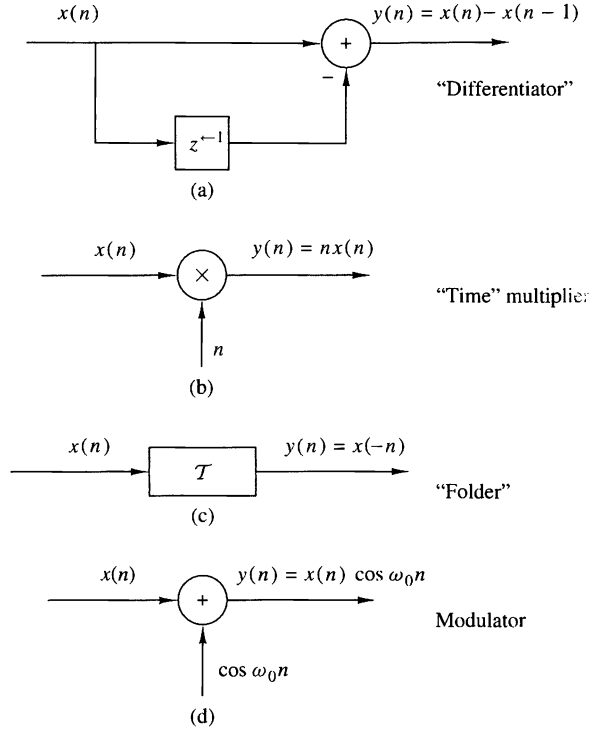 x(n)
y(n) = x(n) − x(n − 1)
+
−
"Differentiator"
z←1
(a)
x(n)
y(n) = nx(n)
×
"Time" multiplier
n
(b)
x(n)
y(n) = x(−n)
T
"Folder"
(c)
x(n)
y(n) = x(n) cos ω₀n
+
Modulator
cos ω₀n
(d)